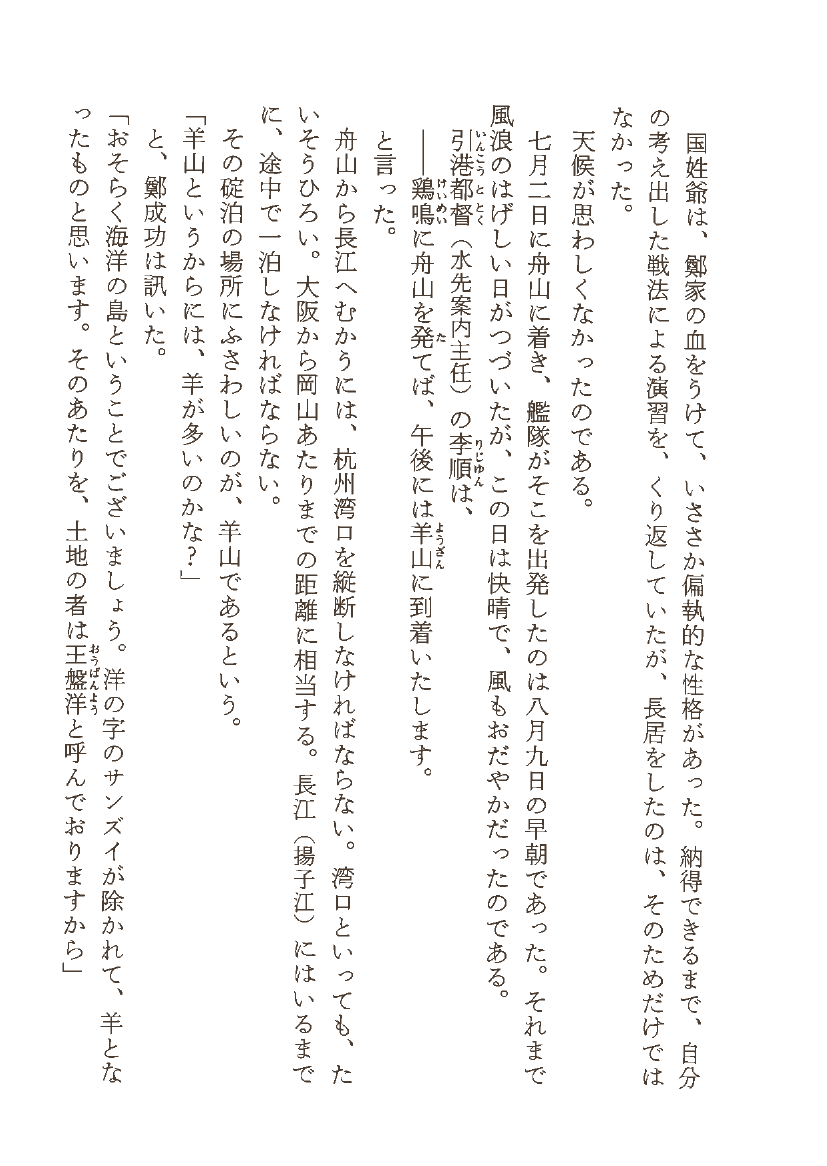 国姓爺は、鄭家の血をうけて、いささか偏執的な性格があった。納得できるまで、自分
の考え出した戦法による演習を、くり返していたが、長居をしたのは、そのためだけでは
なかった。
天候が思わしくなかったのである。
七月二日に舟山に着き、艦隊がそこを出発したのは八月九日の早朝であった。それまで
風浪のはげしい日がつづいたが、この日は快晴で、風もおだやかだったのである。
引港都督（水先案内主任）の李順は、
――鶏鳴に舟山を発てば、午後には羊山に到着いたします。
と言った。
舟山から長江へむかうには、杭州湾口を縦断しなければならない。湾口といっても、た
いそうひろい。大阪から岡山あたりまでの距離に相当する。長江（揚子江）にはいるまで
に、途中で一泊しなければならない。
その碇泊の場所にふさわしいのが、羊山であるという。
「羊山というからには、羊が多いのかな？」
と、鄭成功は訊いた。
「おそらく海洋の島ということでございましょう。洋の字のサンズイが除かれて、羊とな
ったものと思います。そのあたりを、土地の者は王盤洋と呼んでおりますから」